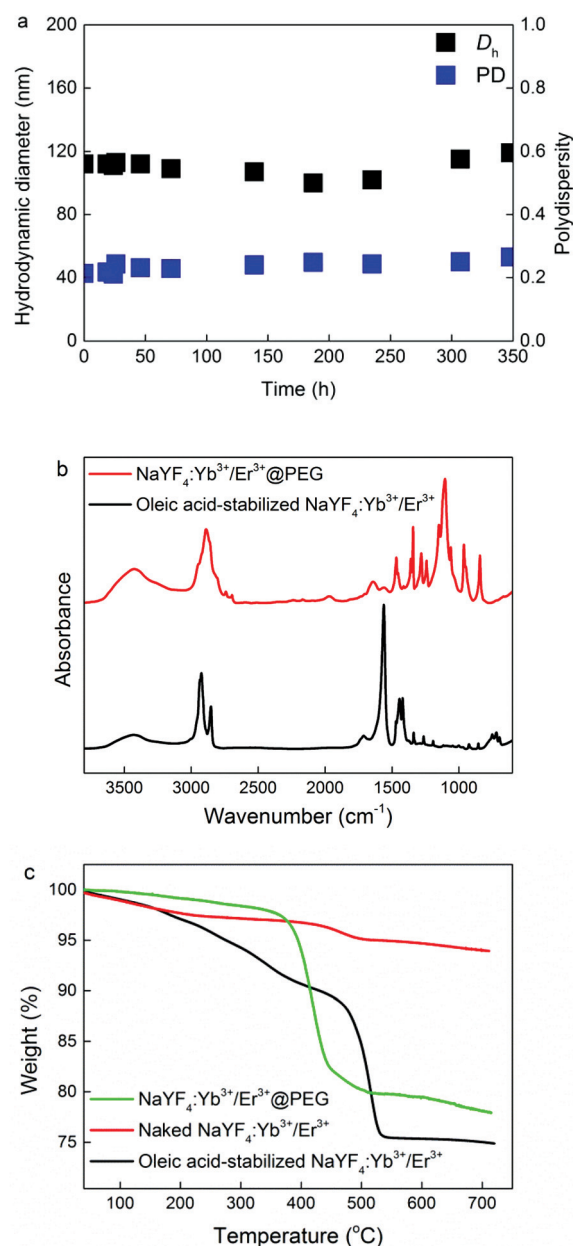 a
200
160
120
80
40
0
Hydrodynamic diameter (nm)
D_h
PD
1.0
0.8
0.6
0.4
0.2
0.0
Polydispersity
0 50 100 150 200 250 300 350
Time (h)
b
NaYF₄:Yb³⁺/Er³⁺@PEG
Oleic acid-stabilized NaYF₄:Yb³⁺/Er³⁺
Absorbance
3500 3000 2500 2000 1500 1000
Wavenumber (cm⁻¹)
c
100
95
90
85
80
75
Weight (%)
NaYF₄:Yb³⁺/Er³⁺@PEG
Naked NaYF₄:Yb³⁺/Er³⁺
Oleic acid-stabilized NaYF₄:Yb³⁺/Er³⁺
100 200 300 400 500 600 700
Temperature (°C)